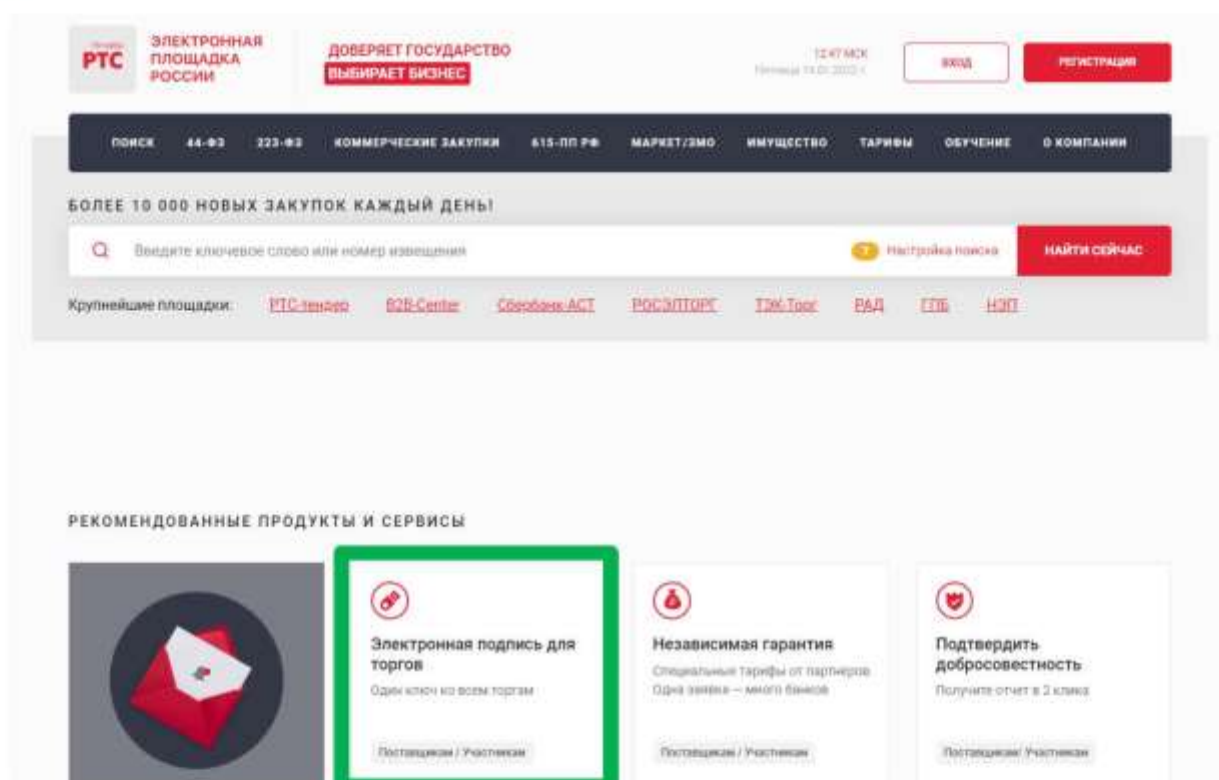 РТС
ЭЛЕКТРОННАЯ
ПЛОЩАДКА
РОССИИ
ДОВЕРЯЕТ ГОСУДАРСТВО
ВЫБИРАЕТ БИЗНЕС
12:47 МСК
ВХОД
РЕГИСТРАЦИЯ
ПОИСК 44-ФЗ 223-ФЗ КОММЕРЧЕСКИЕ ЗАКУПКИ 615-ПП РФ МАРКЕТ/ЗМО ИМУЩЕСТВО ТАРИФЫ ОБУЧЕНИЕ О КОМПАНИИ
БОЛЕЕ 10 000 НОВЫХ ЗАКУПОК КАЖДЫЙ ДЕНЬ!
Введите ключевое слово или номер извещения
Настройка поиска
НАЙТИ СЕЙЧАС
Крупнейшие площадки: РТС-тендер B2B-Center Сбербанк-АСТ РОСЭЛТОРГ ТЭК-Торг РАД ГПБ НЭП
РЕКОМЕНДОВАННЫЕ ПРОДУКТЫ И СЕРВИСЫ
Электронная подпись для
торгов
Один ключ ко всем торгам
Поставщикам / Участникам
Независимая гарантия
Специальные тарифы от партнеров
Одна заявка — много банков
Поставщикам / Участникам
Подтвердить
добросовестность
Получите отчет в 2 клика
Поставщикам/ Участникам